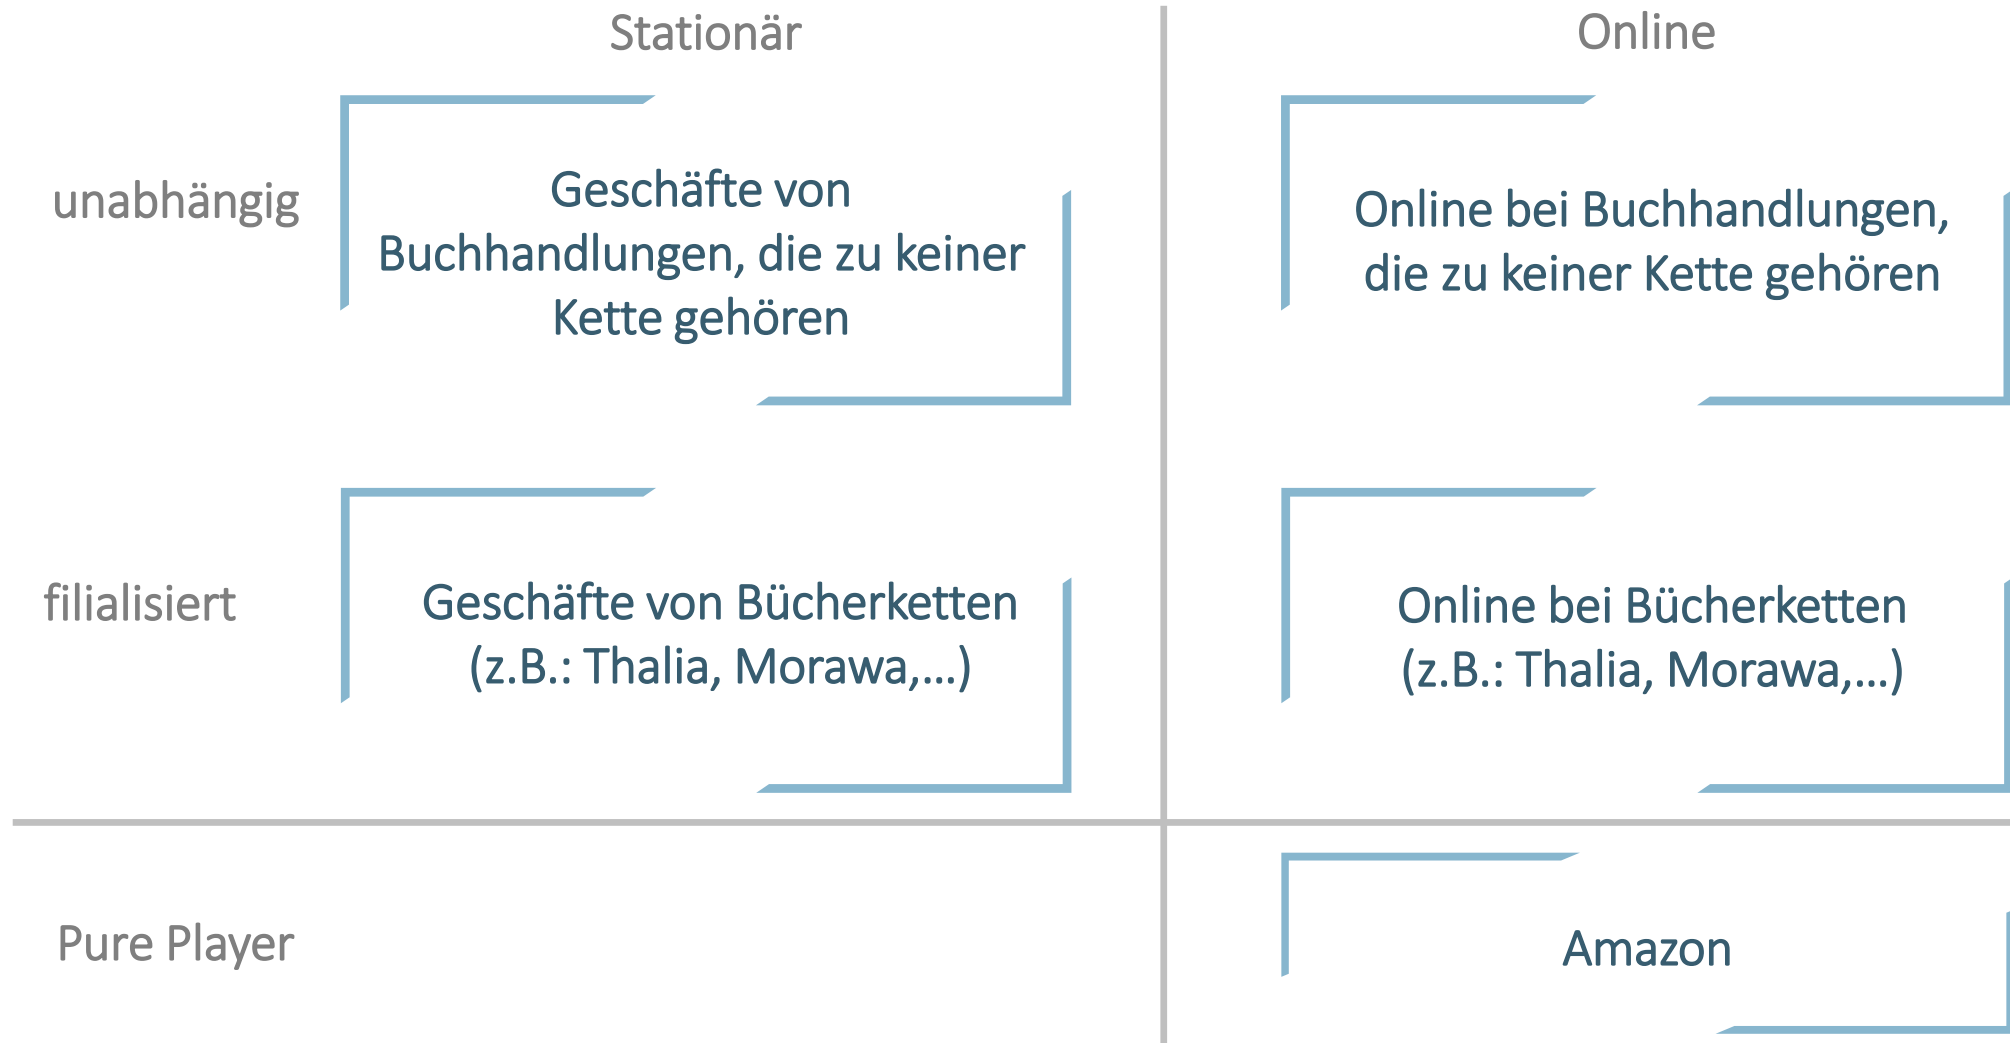 Stationär
Online
unabhängig
Geschäfte von
Buchhandlungen, die zu keiner
Kette gehören
Online bei Buchhandlungen,
die zu keiner Kette gehören
filialisiert
Geschäfte von Bücherketten
(z.B.: Thalia, Morawa,...)
Online bei Bücherketten
(z.B.: Thalia, Morawa,...)
Pure Player
Amazon